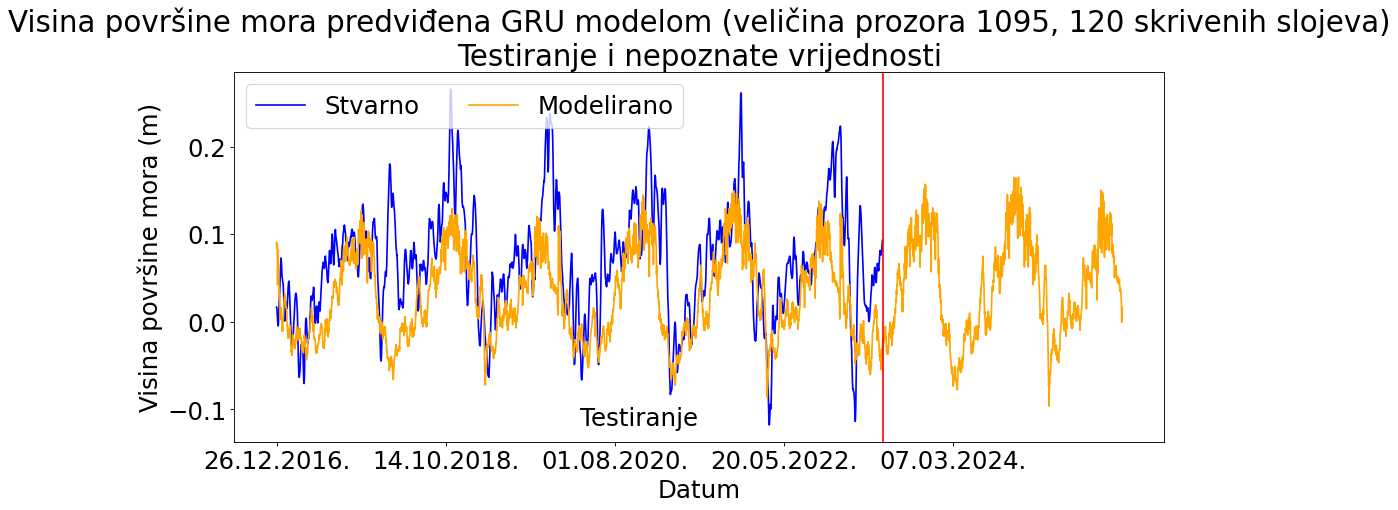 Visina površine mora predviđena GRU modelom (veličina prozora 1095, 120 skrivenih slojeva)
Testiranje i nepoznate vrijednosti
Stvarno Modelirano
Visina površine mora (m)
0.2
0.1
0.0
−0.1
Testiranje
26.12.2016. 14.10.2018. 01.08.2020. 20.05.2022. 07.03.2024.
Datum